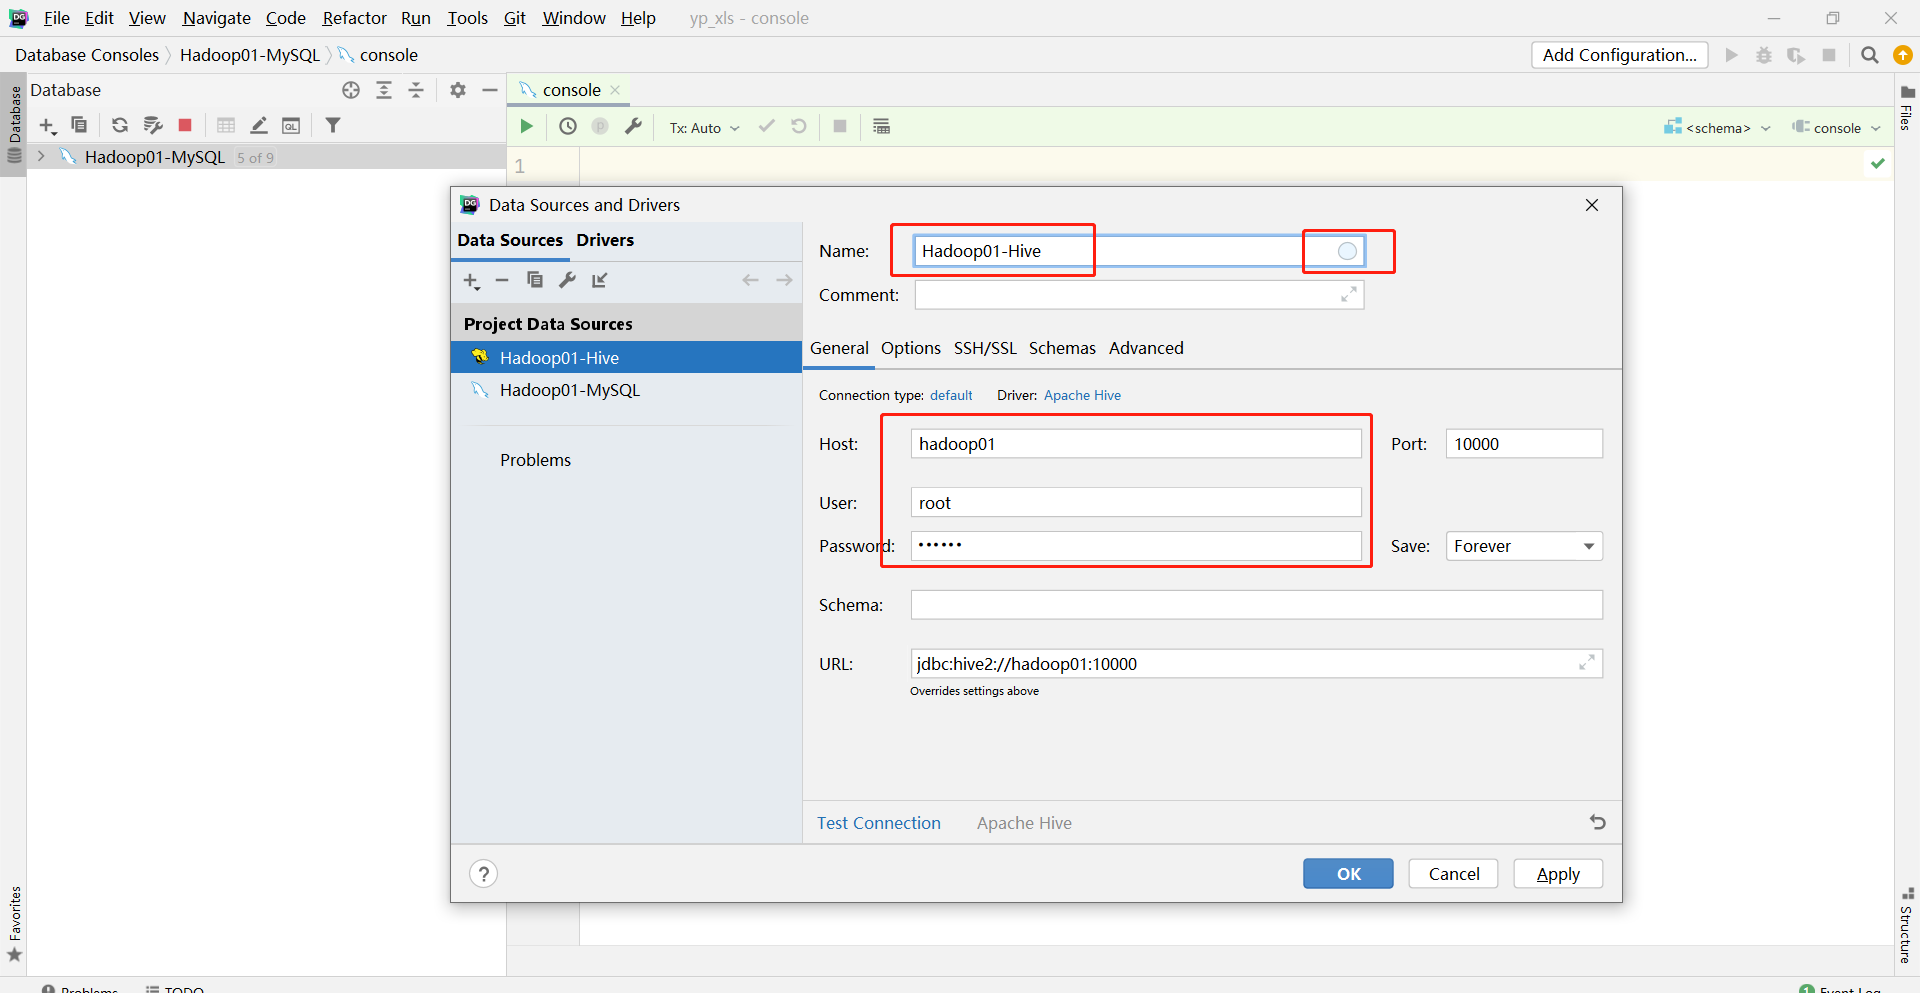 File Edit View Navigate Code Refactor Run Tools Git Window Help yp_xls - console
Database Consoles Hadoop01-MySQL console Add Configuration...
Database
console
Tx: Auto <schema> console
Hadoop01-MySQL 5 of 9
1
Database
Files
Favorites
Structure
Data Sources and Drivers
Data Sources Drivers
Project Data Sources
Hadoop01-Hive
Hadoop01-MySQL
Problems
Name: Hadoop01-Hive
Comment:
General Options SSH/SSL Schemas Advanced
Connection type: default Driver: Apache Hive
Host: hadoop01 Port: 10000
User: root
Password: •••••• Save: Forever
Schema:
URL: jdbc:hive2://hadoop01:10000
Overrides settings above
Test Connection Apache Hive
? OK Cancel Apply
Problems TODO 1 Event Log